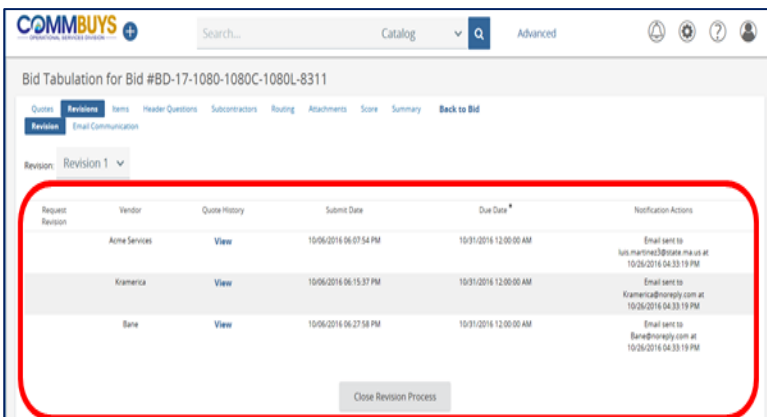 COMMBUYS
OPERATIONAL SERVICES DIVISION
Search... Catalog Advanced
Bid Tabulation for Bid #BD-17-1080-1080C-1080L-8311
Quotes Revisions Items Header Questions Subcontractors Routing Attachments Score Summary Back to Bid
Revision Email Communication
Revision: Revision 1
Request Revision Vendor Quote History Submit Date Due Date * Notification Actions
Acme Services View 10/06/2016 06:07:54 PM 10/31/2016 12:00:00 AM Email sent to
luis.martinez3@state.ma.us at
10/26/2016 04:33:19 PM
Kramerica View 10/06/2016 06:15:37 PM 10/31/2016 12:00:00 AM Email sent to
Kramerica@noreply.com at
10/26/2016 04:33:19 PM
Bane View 10/06/2016 06:27:58 PM 10/31/2016 12:00:00 AM Email sent to
Bane@noreply.com at
10/26/2016 04:33:19 PM
Close Revision Process